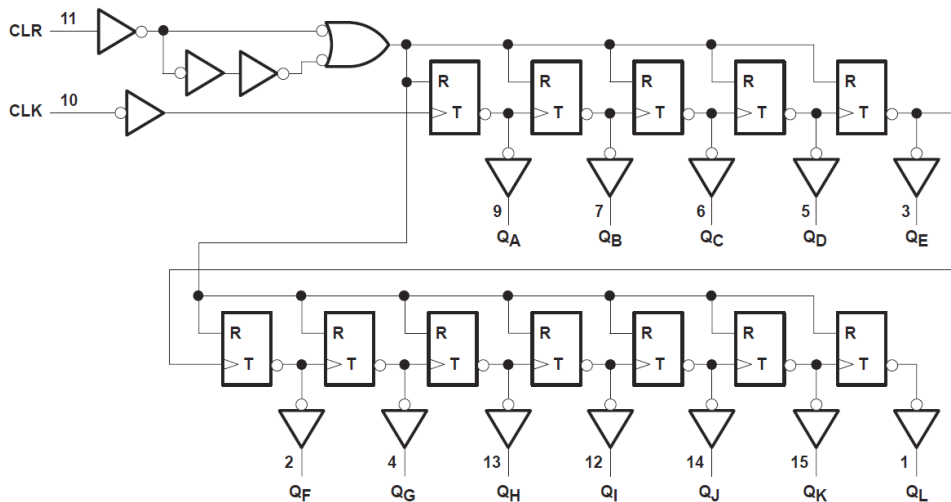 CLR 11
CLK 10
R R R R R
T T T T T
9 7 6 5 3
QA QB QC QD QE
R R R R R R R
T T T T T T T
2 4 13 12 14 15 1
QF QG QH QI QJ QK QL